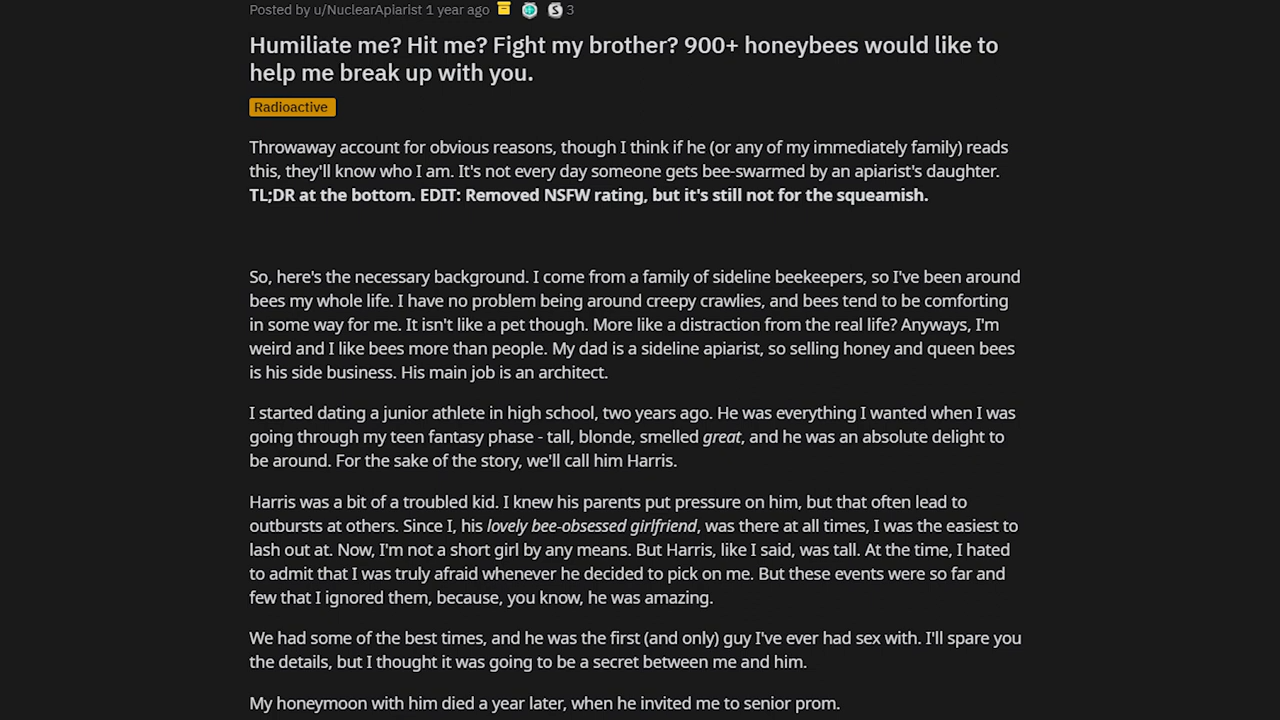 Posted by u/NuclearApiarist 1 year ago 3
Humiliate me? Hit me? Fight my brother? 900+ honeybees would like to
help me break up with you.
Radioactive
Throwaway account for obvious reasons, though I think if he (or any of my immediately family) reads
this, they'll know who I am. It's not every day someone gets bee-swarmed by an apiarist's daughter.
TL;DR at the bottom. EDIT: Removed NSFW rating, but it's still not for the squeamish.
So, here's the necessary background. I come from a family of sideline beekeepers, so I've been around
bees my whole life. I have no problem being around creepy crawlies, and bees tend to be comforting
in some way for me. It isn't like a pet though. More like a distraction from the real life? Anyways, I'm
weird and I like bees more than people. My dad is a sideline apiarist, so selling honey and queen bees
is his side business. His main job is an architect.
I started dating a junior athlete in high school, two years ago. He was everything I wanted when I was
going through my teen fantasy phase - tall, blonde, smelled great, and he was an absolute delight to
be around. For the sake of the story, we'll call him Harris.
Harris was a bit of a troubled kid. I knew his parents put pressure on him, but that often lead to
outbursts at others. Since I, his lovely bee-obsessed girlfriend, was there at all times, I was the easiest to
lash out at. Now, I'm not a short girl by any means. But Harris, like I said, was tall. At the time, I hated
to admit that I was truly afraid whenever he decided to pick on me. But these events were so far and
few that I ignored them, because, you know, he was amazing.
We had some of the best times, and he was the first (and only) guy I've ever had sex with. I'll spare you
the details, but I thought it was going to be a secret between me and him.
My honeymoon with him died a year later, when he invited me to senior prom.